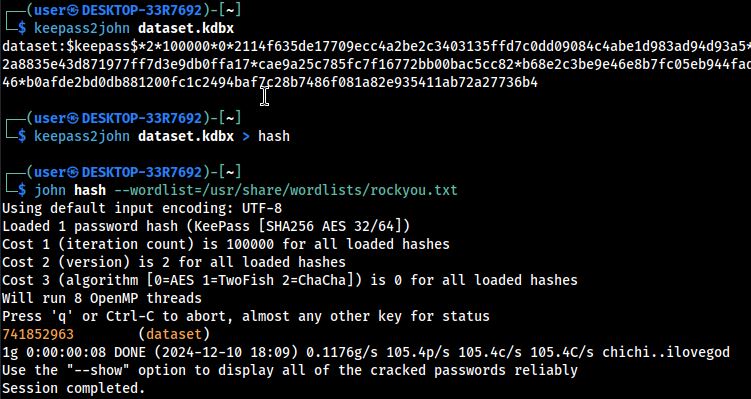 ┌──(user㉿DESKTOP-33R7692)-[~]
└─$ keepass2john dataset.kdbx
dataset:$keepass$*2*100000*0*2114f635de17709ecc4a2be2c3403135ffd7c0dd09084c4abe1d983ad94d93a5*
2a8835e43d871977ff7d3e9db0ffa17*cae9a25c785fc7f16772bb00bac5cc82*b68e2c3be9e46e8b7fc05eb944fad
46*b0afde2bd0db881200fc1c2494baf7c28b7486f081a82e935411ab72a27736b4
┌──(user㉿DESKTOP-33R7692)-[~]
└─$ keepass2john dataset.kdbx > hash
┌──(user㉿DESKTOP-33R7692)-[~]
└─$ john hash --wordlist=/usr/share/wordlists/rockyou.txt
Using default input encoding: UTF-8
Loaded 1 password hash (KeePass [SHA256 AES 32/64])
Cost 1 (iteration count) is 100000 for all loaded hashes
Cost 2 (version) is 2 for all loaded hashes
Cost 3 (algorithm [0=AES 1=TwoFish 2=ChaCha]) is 0 for all loaded hashes
Will run 8 OpenMP threads
Press 'q' or Ctrl-C to abort, almost any other key for status
741852963        (dataset)
1g 0:00:00:08 DONE (2024-12-10 18:09) 0.1176g/s 105.4p/s 105.4c/s 105.4C/s chichi..ilovegod
Use the "--show" option to display all of the cracked passwords reliably
Session completed.